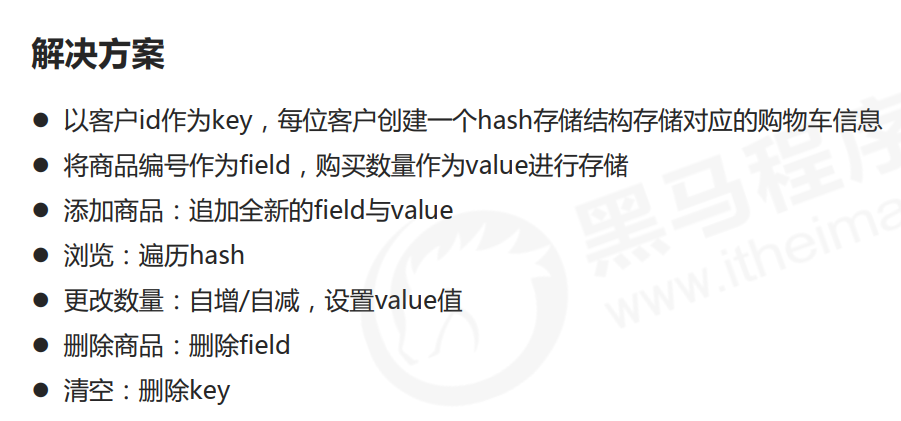 解决方案
● 以客户id作为key，每位客户创建一个hash存储结构存储对应的购物车信息
● 将商品编号作为field，购买数量作为value进行存储
● 添加商品：追加全新的field与value
● 浏览：遍历hash
● 更改数量：自增/自减，设置value值
● 删除商品：删除field
● 清空：删除key
黑马程序
www.itheima